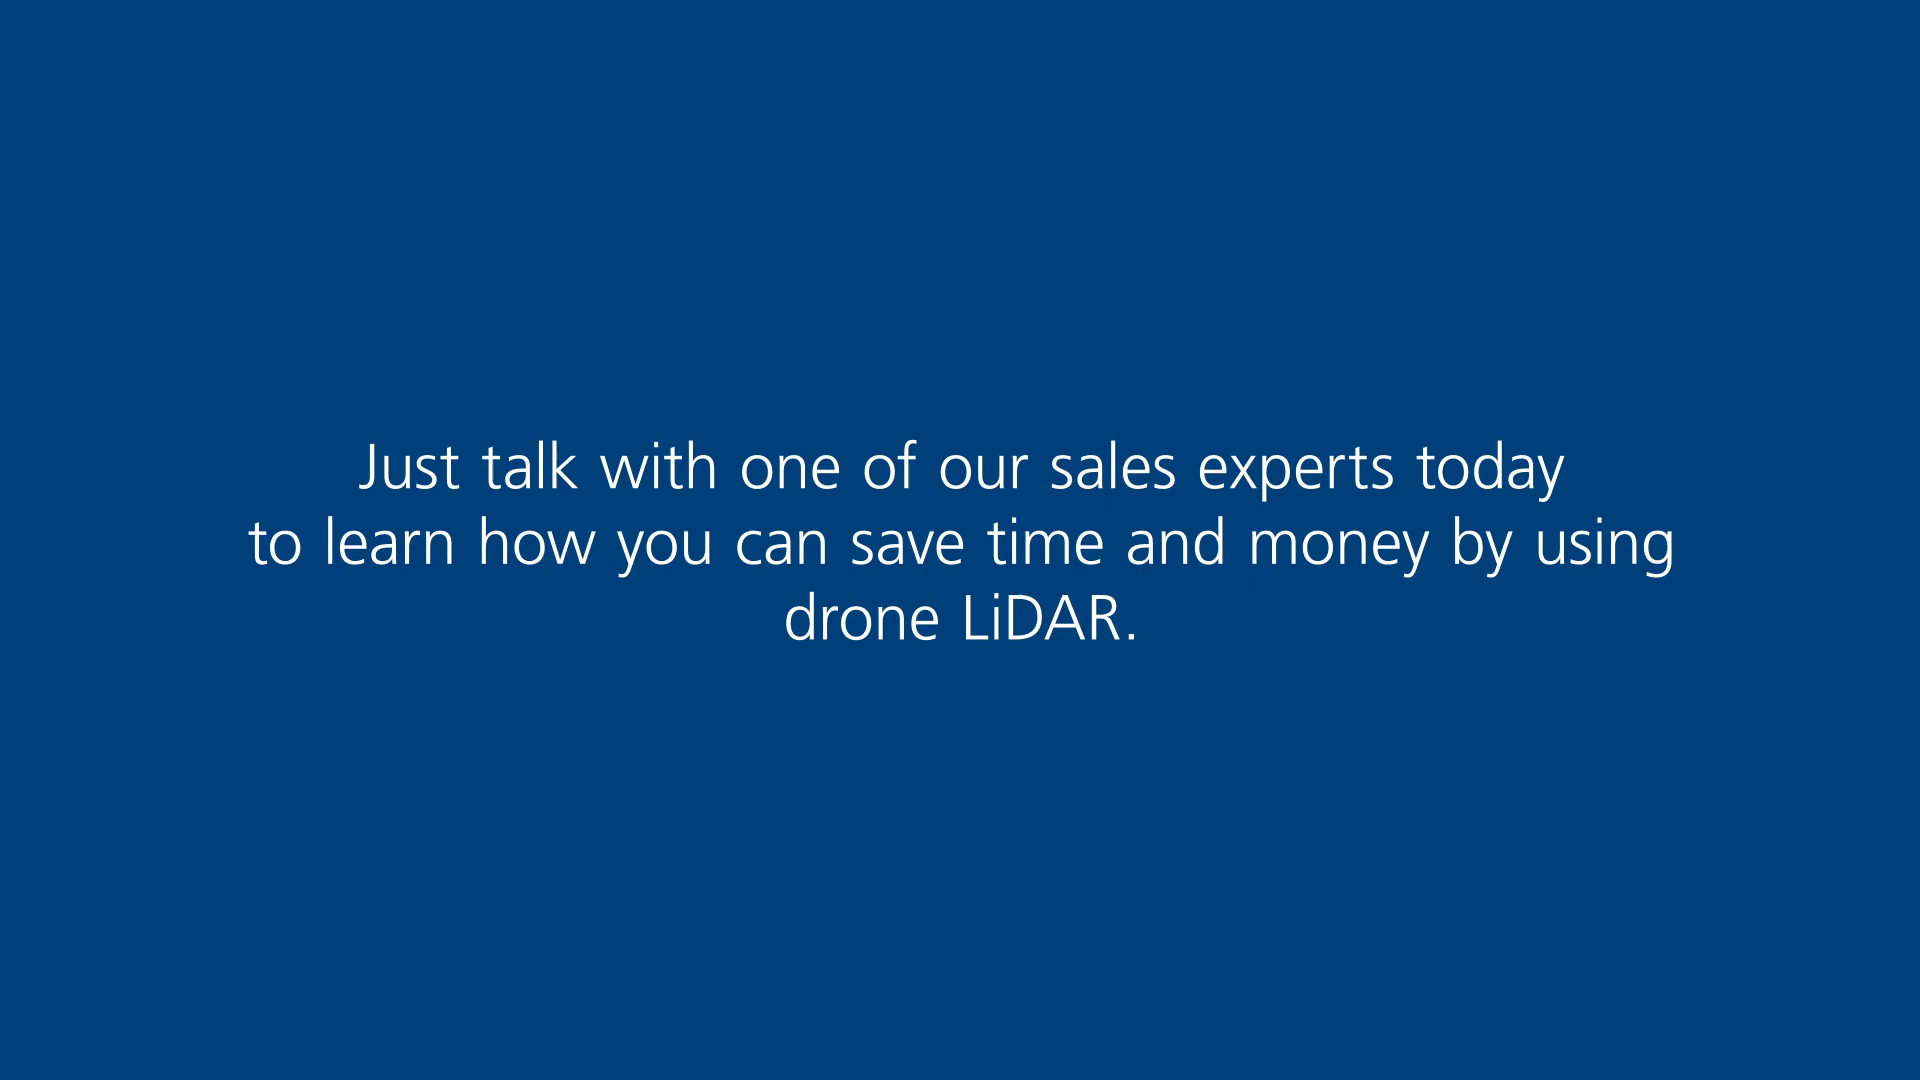 Just talk with one of our sales experts today
to learn how you can save time and money by using
drone LiDAR.